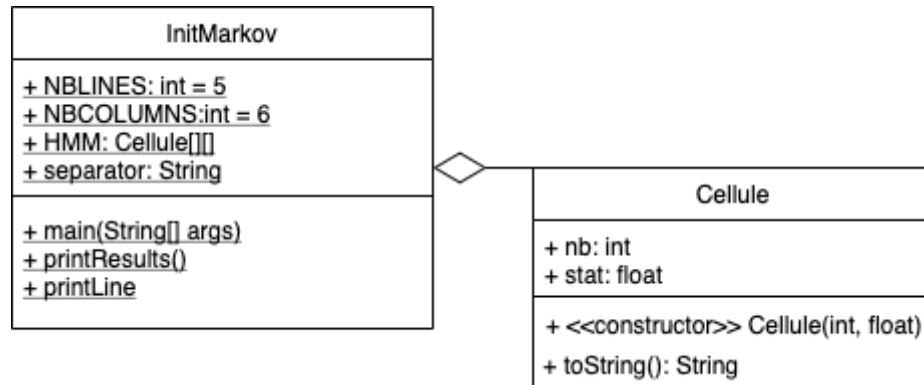 InitMarkov
+ NBLINES: int = 5
+ NBCOLUMNS:int = 6
+ HMM: Cellule[][]
+ separator: String
+ main(String[] args)
+ printResults()
+ printLine
Cellule
+ nb: int
+ stat: float
+ <<constructor>> Cellule(int, float)
+ toString(): String